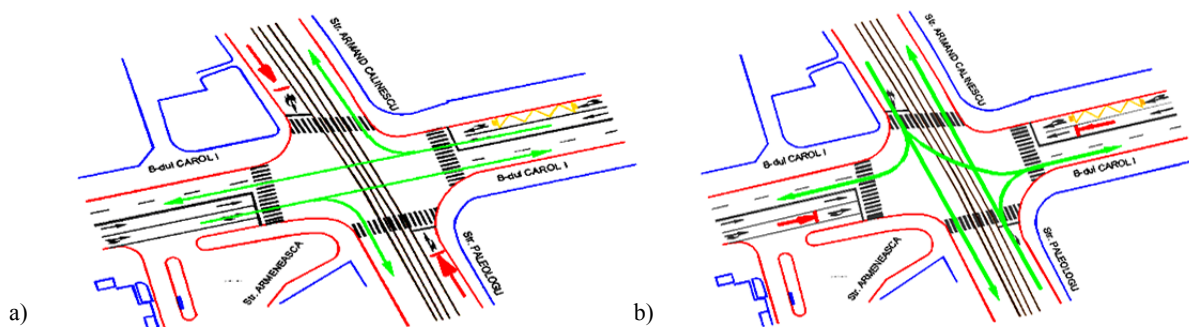 Str. ARMAND CALINESCU
B-dul CAROL I
B-dul CAROL I
Str. ARMENEASCA
Str. PALEOLOGU
a)
Str. ARMAND CALINESCU
B-dul CAROL I
B-dul CAROL I
Str. ARMENEASCA
Str. PALEOLOGU
b)